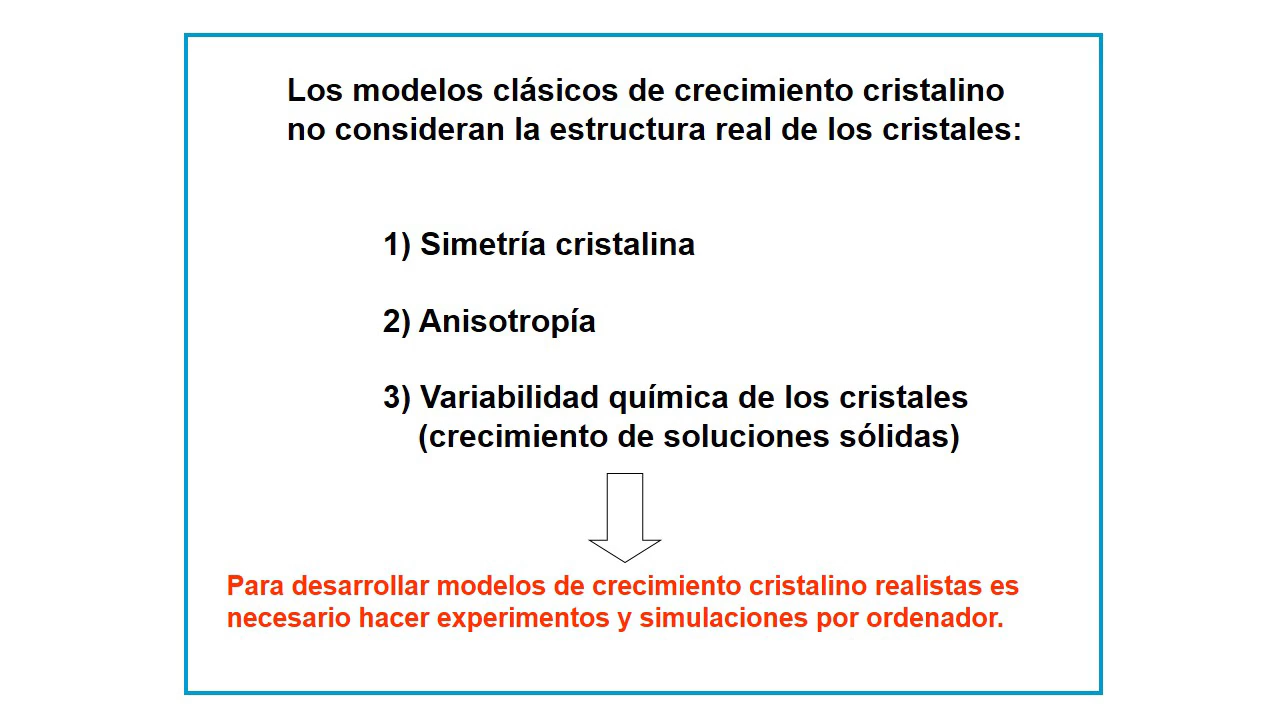 Los modelos clásicos de crecimiento cristalino
no consideran la estructura real de los cristales:
1) Simetría cristalina
2) Anisotropía
3) Variabilidad química de los cristales
(crecimiento de soluciones sólidas)
Para desarrollar modelos de crecimiento cristalino realistas es
necesario hacer experimentos y simulaciones por ordenador.